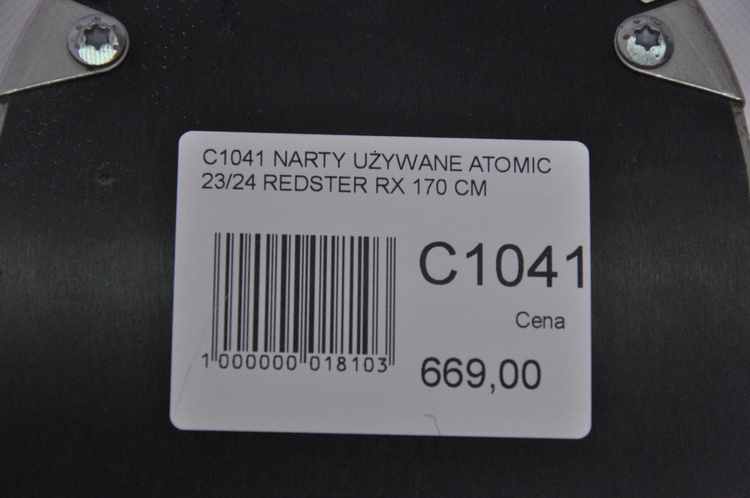 C1041 NARTY UŻYWANE ATOMIC
23/24 REDSTER RX 170 CM
C1041
Cena
1 000000 018103
669,00